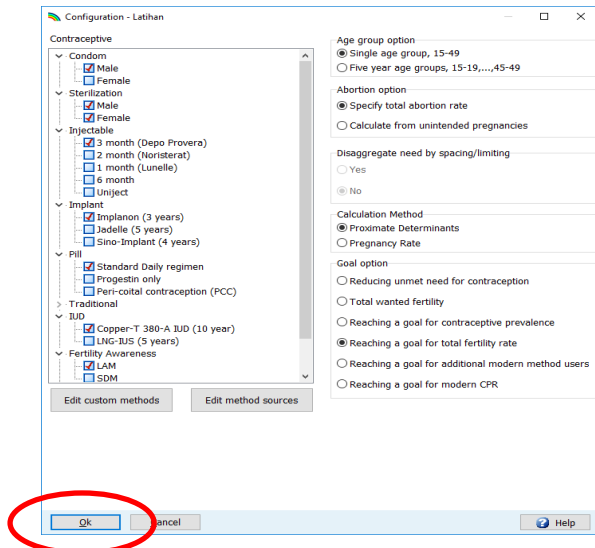 Configuration - Latihan
Contraceptive
Condom
Male
Female
Sterilization
Male
Female
Injectable
3 month (Depo Provera)
2 month (Noristerat)
1 month (Lunelle)
6 month
Uniject
Implant
Implanon (3 years)
Jadelle (5 years)
Sino-Implant (4 years)
Pill
Standard Daily regimen
Progestin only
Peri-coital contraception (PCC)
Traditional
IUD
Copper-T 380-A IUD (10 year)
LNG-IUS (5 years)
Fertility Awareness
LAM
SDM
Edit custom methods
Edit method sources
Age group option
Single age group, 15-49
Five year age groups, 15-19,...,45-49
Abortion option
Specify total abortion rate
Calculate from unintended pregnancies
Disaggregate need by spacing/limiting
Yes
No
Calculation Method
Proximate Determinants
Pregnancy Rate
Goal option
Reducing unmet need for contraception
Total wanted fertility
Reaching a goal for contraceptive prevalence
Reaching a goal for total fertility rate
Reaching a goal for additional modern method users
Reaching a goal for modern CPR
Ok
Cancel
Help